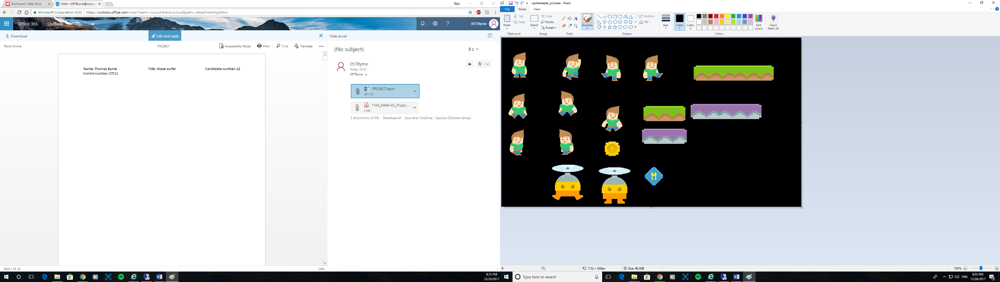 BullGuard | Web Shop
Mail – 05TByrne@ccs.no
Microsoft Corporation [US] | https://outlook.office.com/owa/?realm=ccs.northants.sch.uk&path=/attachmentlightbox
ABP
Office 365 Outlook
05TByrne
Download
Edit and reply
Hide email
Word Online
PROJECT
Accessibility Mode
Print
Find
Translate
Name: Thomas Byrne Title: Wave surfer Candidate number: 22
Centre number: 27211
(No subject)
2
05TByrne
Today, 20:32
05TByrne
PROJECT.docx
801 KB
1163_H446-03_Projec...
2 MB
2 attachments (3 MB) Download all Save all to OneDrive - Caroline Chisholm School
PAGE 1 OF 30
100%
8:35 PM
12/26/2017
spritesheeet_pictures - Paint
File Home View
Paste
Cut
Copy
Clipboard
Select
Crop
Resize
Rotate
Image
A
Tools
Brushes
Outline
Fill
Shapes
Size
Color 1
Color 2
Colors
Edit colors
Open Paint 3D
H
1152 × 648px
Size: 46.5KB
100%
Type here to search
ENG
8:35 PM
12/26/2017
4